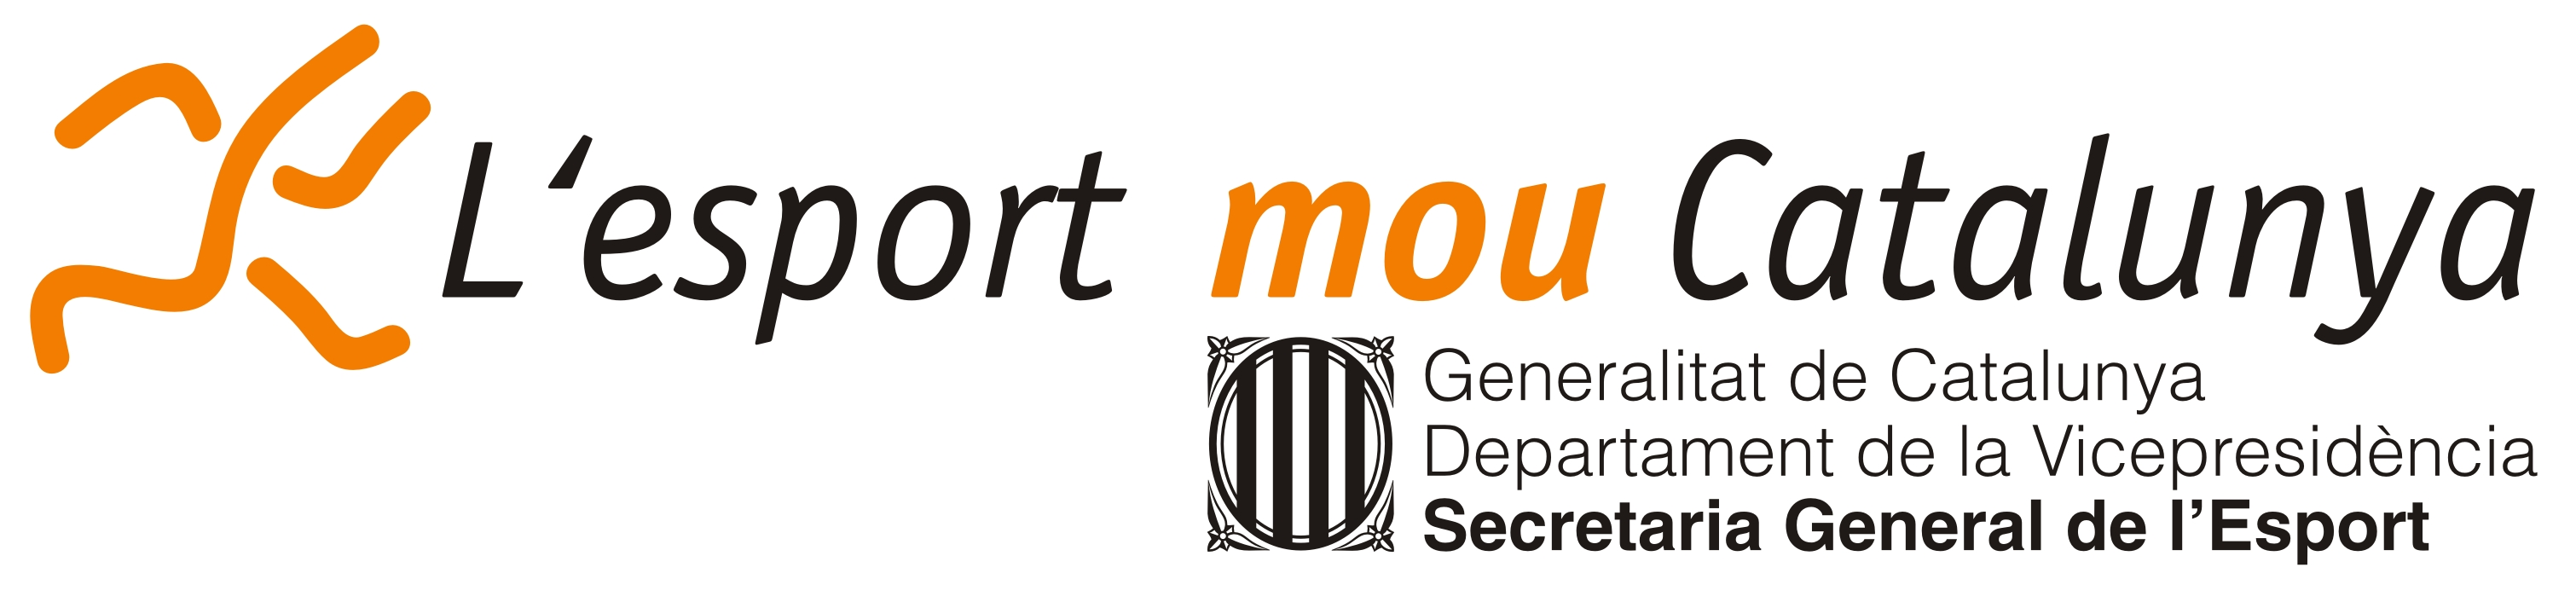 L‘esport mou Catalunya
Generalitat de Catalunya
Departament de la Vicepresidència
Secretaria General de l’Esport